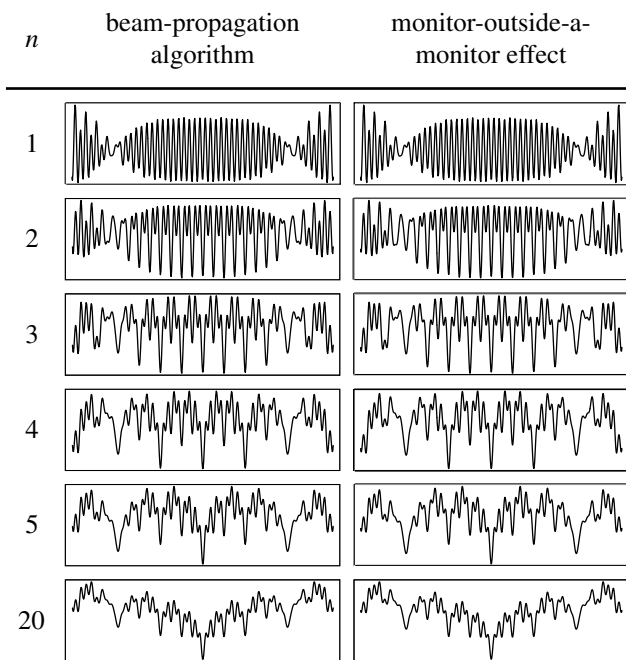 n
beam-propagation
algorithm
monitor-outside-a-
monitor effect
1
2
3
4
5
20